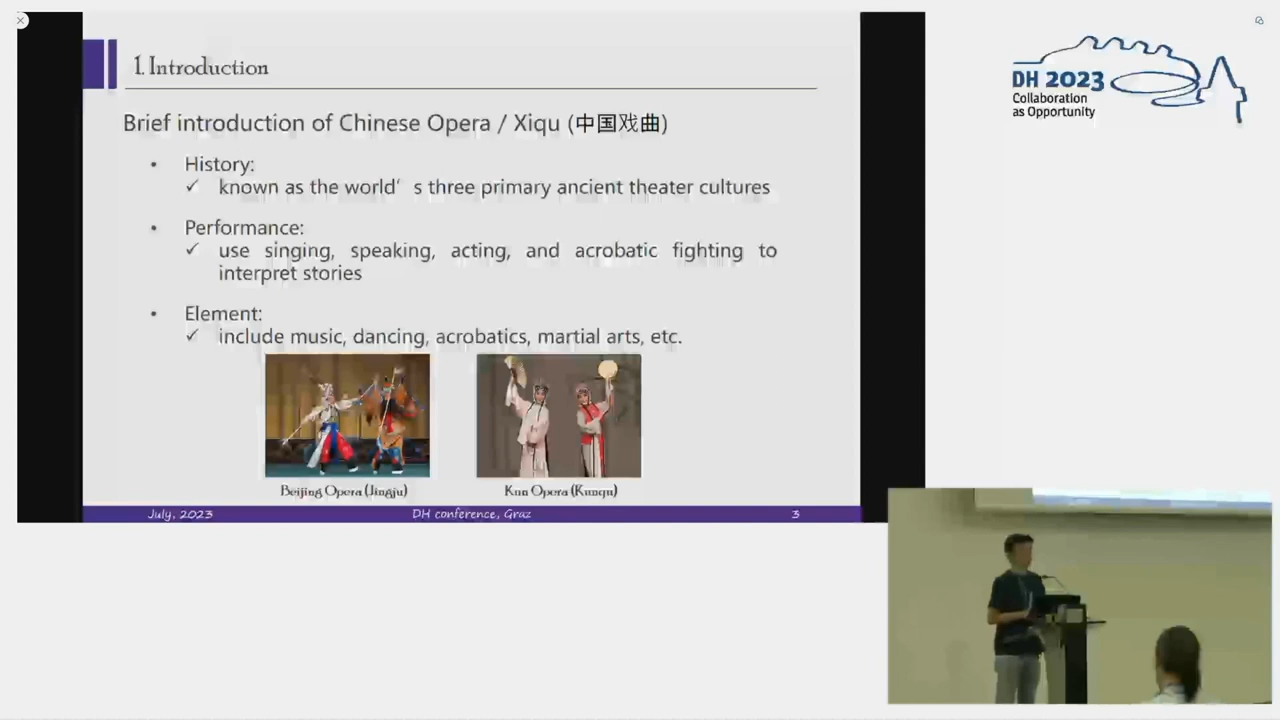 1. Introduction
Brief introduction of Chinese Opera / Xiqu (中国戏曲)
• History:
✓ known as the world’ s three primary ancient theater cultures
• Performance:
✓ use singing, speaking, acting, and acrobatic fighting to
interpret stories
• Element:
✓ include music, dancing, acrobatics, martial arts, etc.
Beijing Opera (Jingju)
Kun Opera (Kunqu)
July, 2023
DH conference, Graz
3
DH 2023
Collaboration
as Opportunity